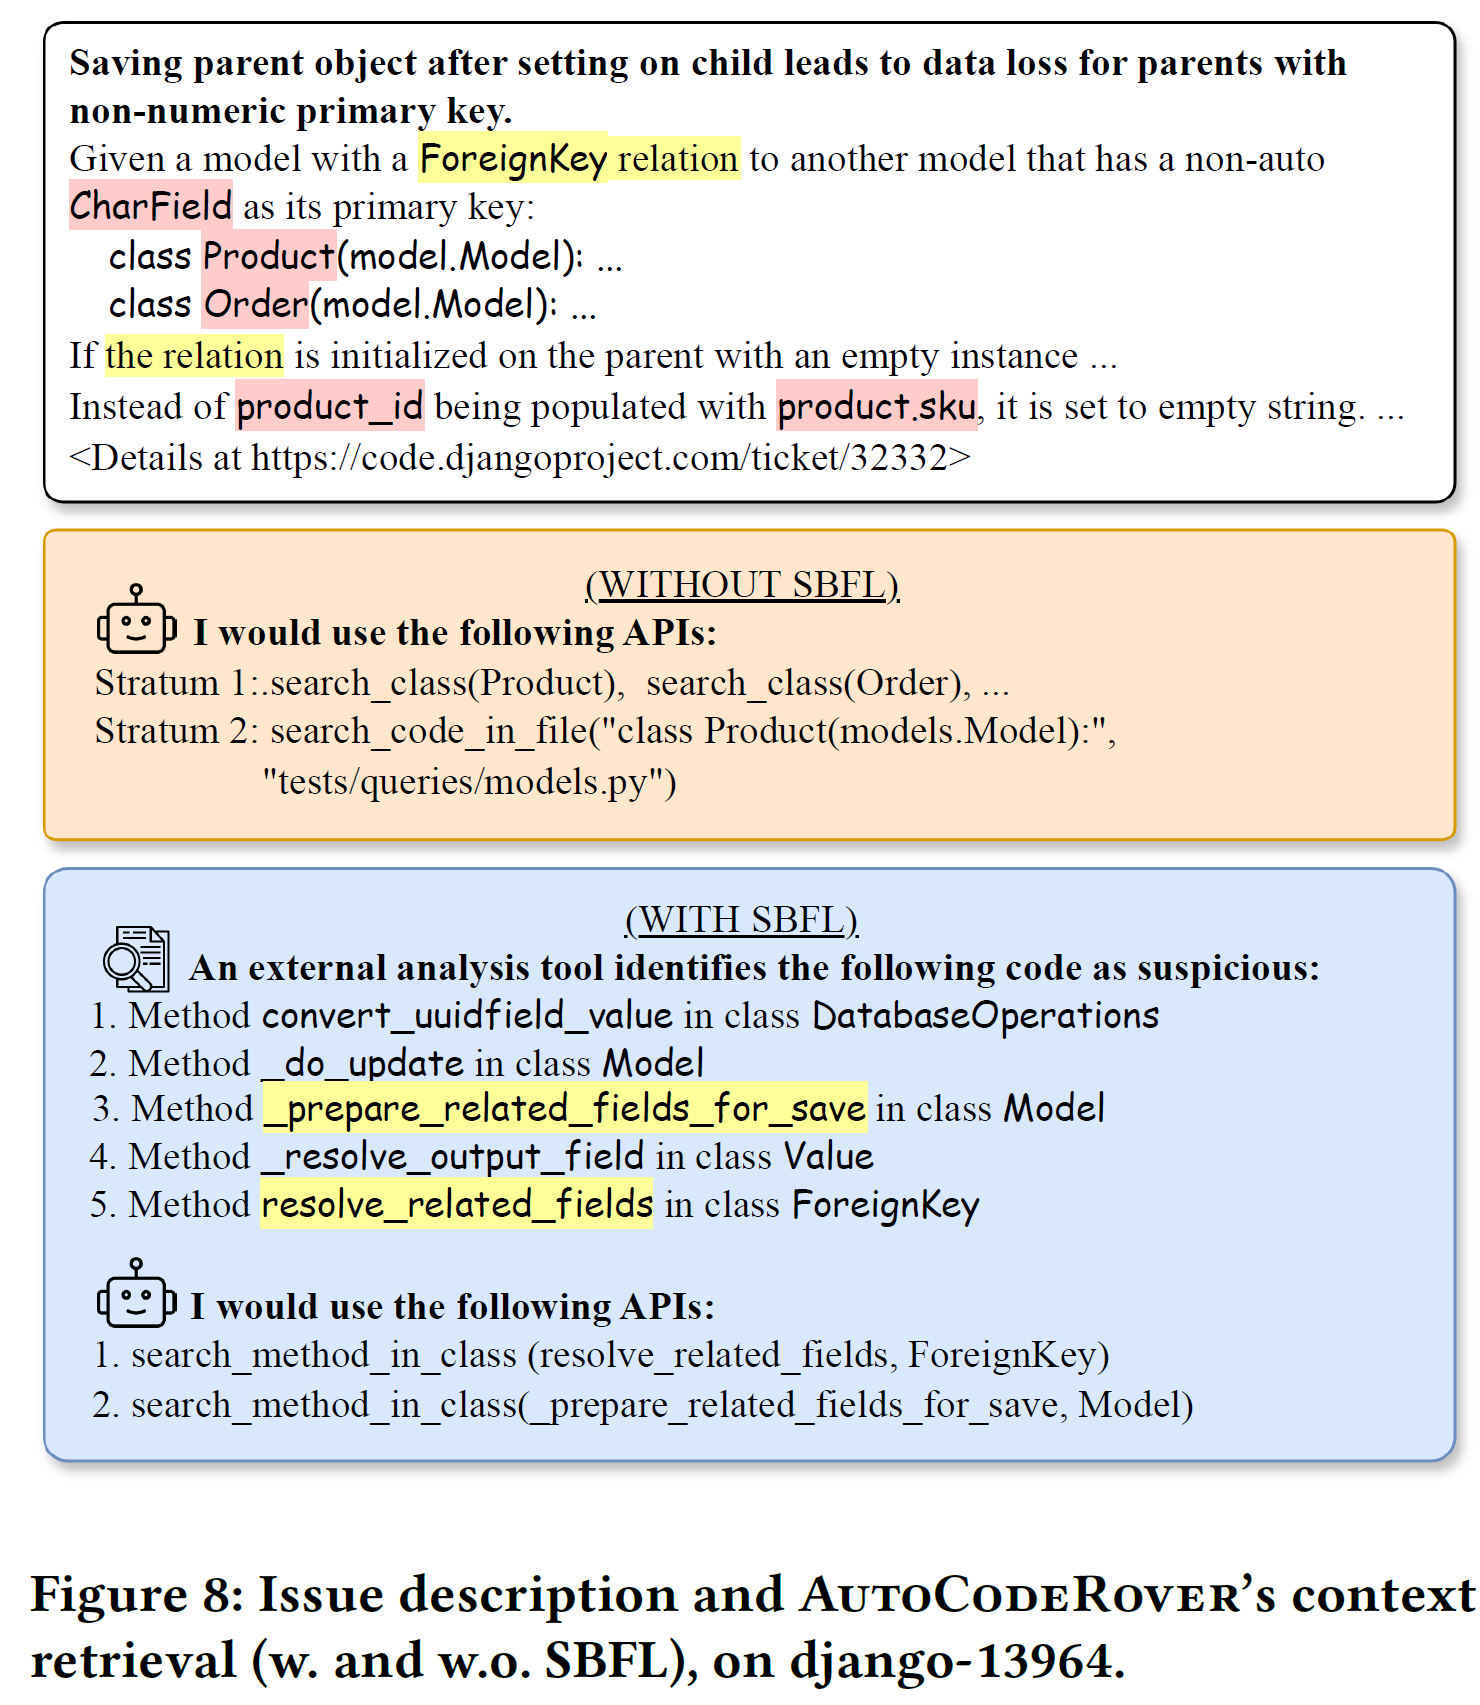 Saving parent object after setting on child leads to data loss for parents with
non-numeric primary key.
Given a model with a ForeignKey relation to another model that has a non-auto
CharField as its primary key:
class Product(model.Model): ...
class Order(model.Model): ...
If the relation is initialized on the parent with an empty instance ...
Instead of product_id being populated with product.sku, it is set to empty string. ...
<Details at https://code.djangoproject.com/ticket/32332>
(WITHOUT SBFL)
I would use the following APIs:
Stratum 1:.search_class(Product), search_class(Order), ...
Stratum 2: search_code_in_file("class Product(models.Model):",
"tests/queries/models.py")
(WITH SBFL)
An external analysis tool identifies the following code as suspicious:
1. Method convert_uuidfield_value in class DatabaseOperations
2. Method _do_update in class Model
3. Method _prepare_related_fields_for_save in class Model
4. Method _resolve_output_field in class Value
5. Method resolve_related_fields in class ForeignKey
I would use the following APIs:
1. search_method_in_class (resolve_related_fields, ForeignKey)
2. search_method_in_class(_prepare_related_fields_for_save, Model)
Figure 8: Issue description and AutoCodeRover's context
retrieval (w. and w.o. SBFL), on django-13964.